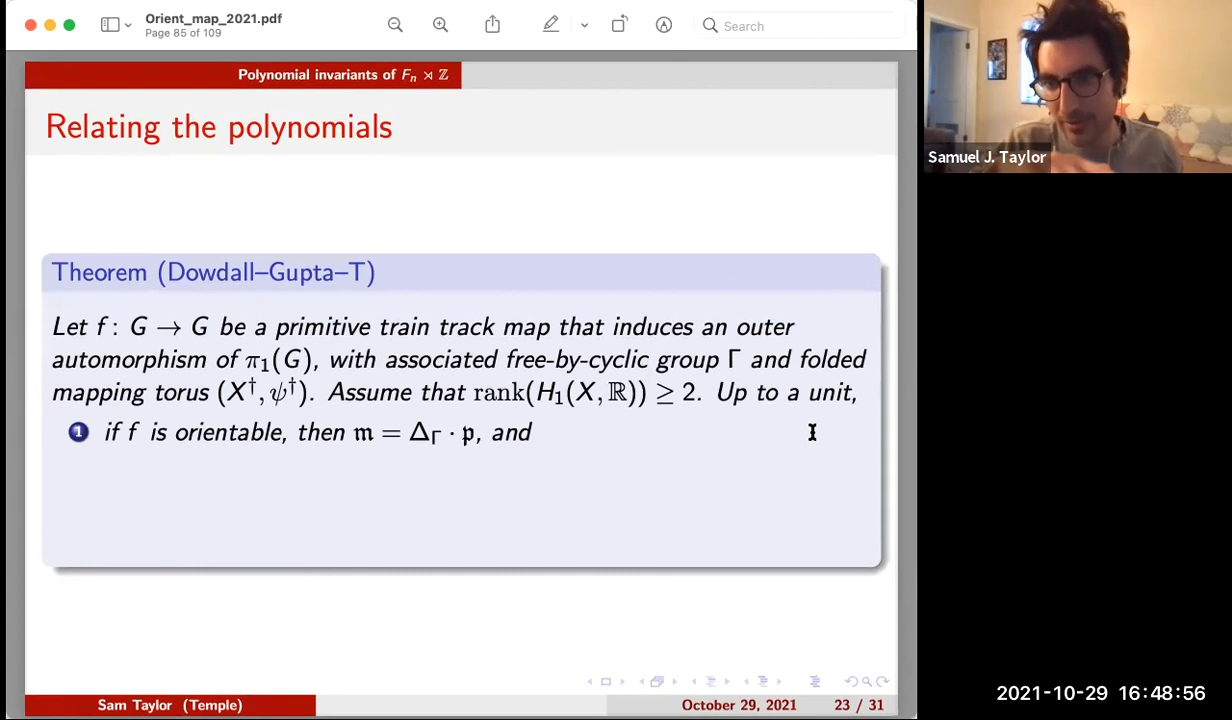 Orient_map_2021.pdf
Page 85 of 109
Search
Polynomial invariants of Fₙ ⋊ ℤ
Relating the polynomials
Theorem (Dowdall–Gupta–T)
Let f: G → G be a primitive train track map that induces an outer
automorphism of π₁(G), with associated free-by-cyclic group Γ and folded
mapping torus (X†, ψ†). Assume that rank(H₁(X, ℝ)) ≥ 2. Up to a unit,
1 if f is orientable, then 𝔪 = Δ_Γ · 𝔭, and
Sam Taylor (Temple)
October 29, 2021
23 / 31
Samuel J. Taylor
2021-10-29 16:48:56